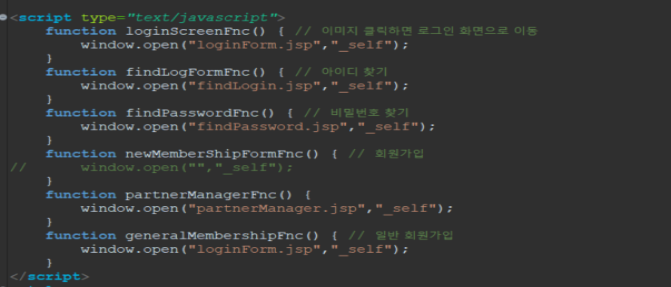 <script type="text/javascript">
function loginScreenFnc() { // 이미지 클릭하면 로그인 화면으로 이동
window.open("loginForm.jsp","_self");
}
function findLogFormFnc() { // 아이디 찾기
window.open("findLogin.jsp","_self");
}
function findPasswordFnc() { // 비밀번호 찾기
window.open("findPassword.jsp","_self");
}
function newMemberShipFormFnc() { // 회원가입
// window.open("","_self");
}
function partnerManagerFnc() {
window.open("partnerManager.jsp","_self");
}
function generalMembershipFnc() { // 일반 회원가입
window.open("loginForm.jsp","_self");
}
</script>